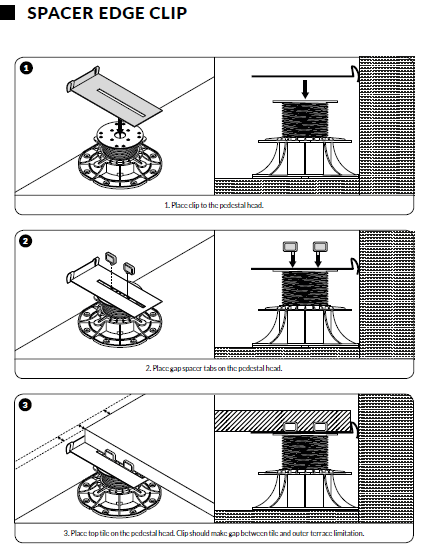 SPACER EDGE CLIP
1
1. Place clip to the pedestal head.
2
2. Place gap spacer tabs on the pedestal head.
3
3. Place top tile on the pedestal head. Clip should make gap between tile and outer terrace limitation.